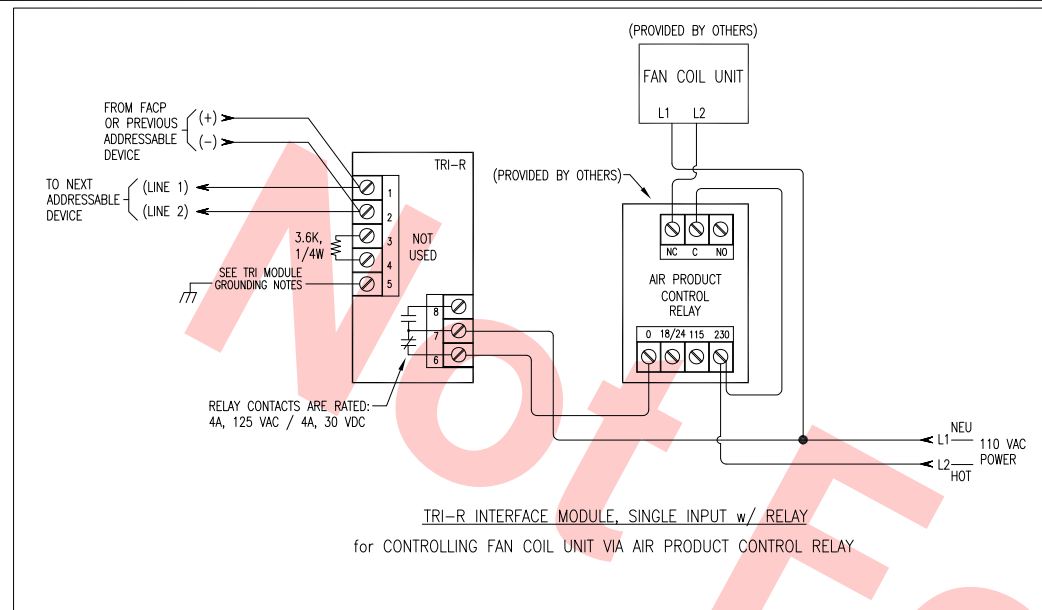 (PROVIDED BY OTHERS)
FAN COIL UNIT
L1 L2
FROM FACP
OR PREVIOUS
ADDRESSABLE
DEVICE
(+)
(-)
TO NEXT
ADDRESSABLE
DEVICE
(LINE 1)
(LINE 2)
TRI-R
1
2
3
4
5
NOT
USED
3.6K,
1/4W
SEE TRI MODULE
GROUNDING NOTES
8
7
6
RELAY CONTACTS ARE RATED:
4A, 125 VAC / 4A, 30 VDC
(PROVIDED BY OTHERS)
NC C NO
AIR PRODUCT
CONTROL
RELAY
0 18/24 115 230
NEU
L1
110 VAC
POWER
L2
HOT
TRI-R INTERFACE MODULE, SINGLE INPUT w/ RELAY
for CONTROLLING FAN COIL UNIT VIA AIR PRODUCT CONTROL RELAY
Not Fo